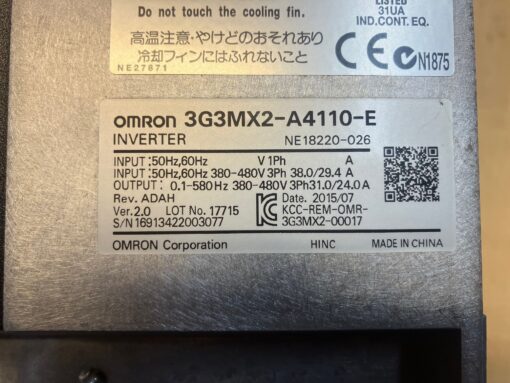 Do not touch the cooling fin.
高温注意・やけどのおそれあり
冷却フィンにはふれないこと
NE27871
LISTED
31UA
IND.CONT. EQ.
CE N1875
omron 3G3MX2-A4110-E
INVERTER NE18220-026
INPUT:50Hz,60Hz V 1Ph A
INPUT:50Hz,60Hz 380-480V 3Ph 38.0/29.4 A
OUTPUT: 0.1-580Hz 380-480V 3Ph31.0/24.0 A
Rev. ADAH Date. 2015/07
Ver.2.0 LOT No. 17715 KCC-REM-OMR-
S/N 16913422003077 3G3MX2-00017
OMRON Corporation HINC MADE IN CHINA